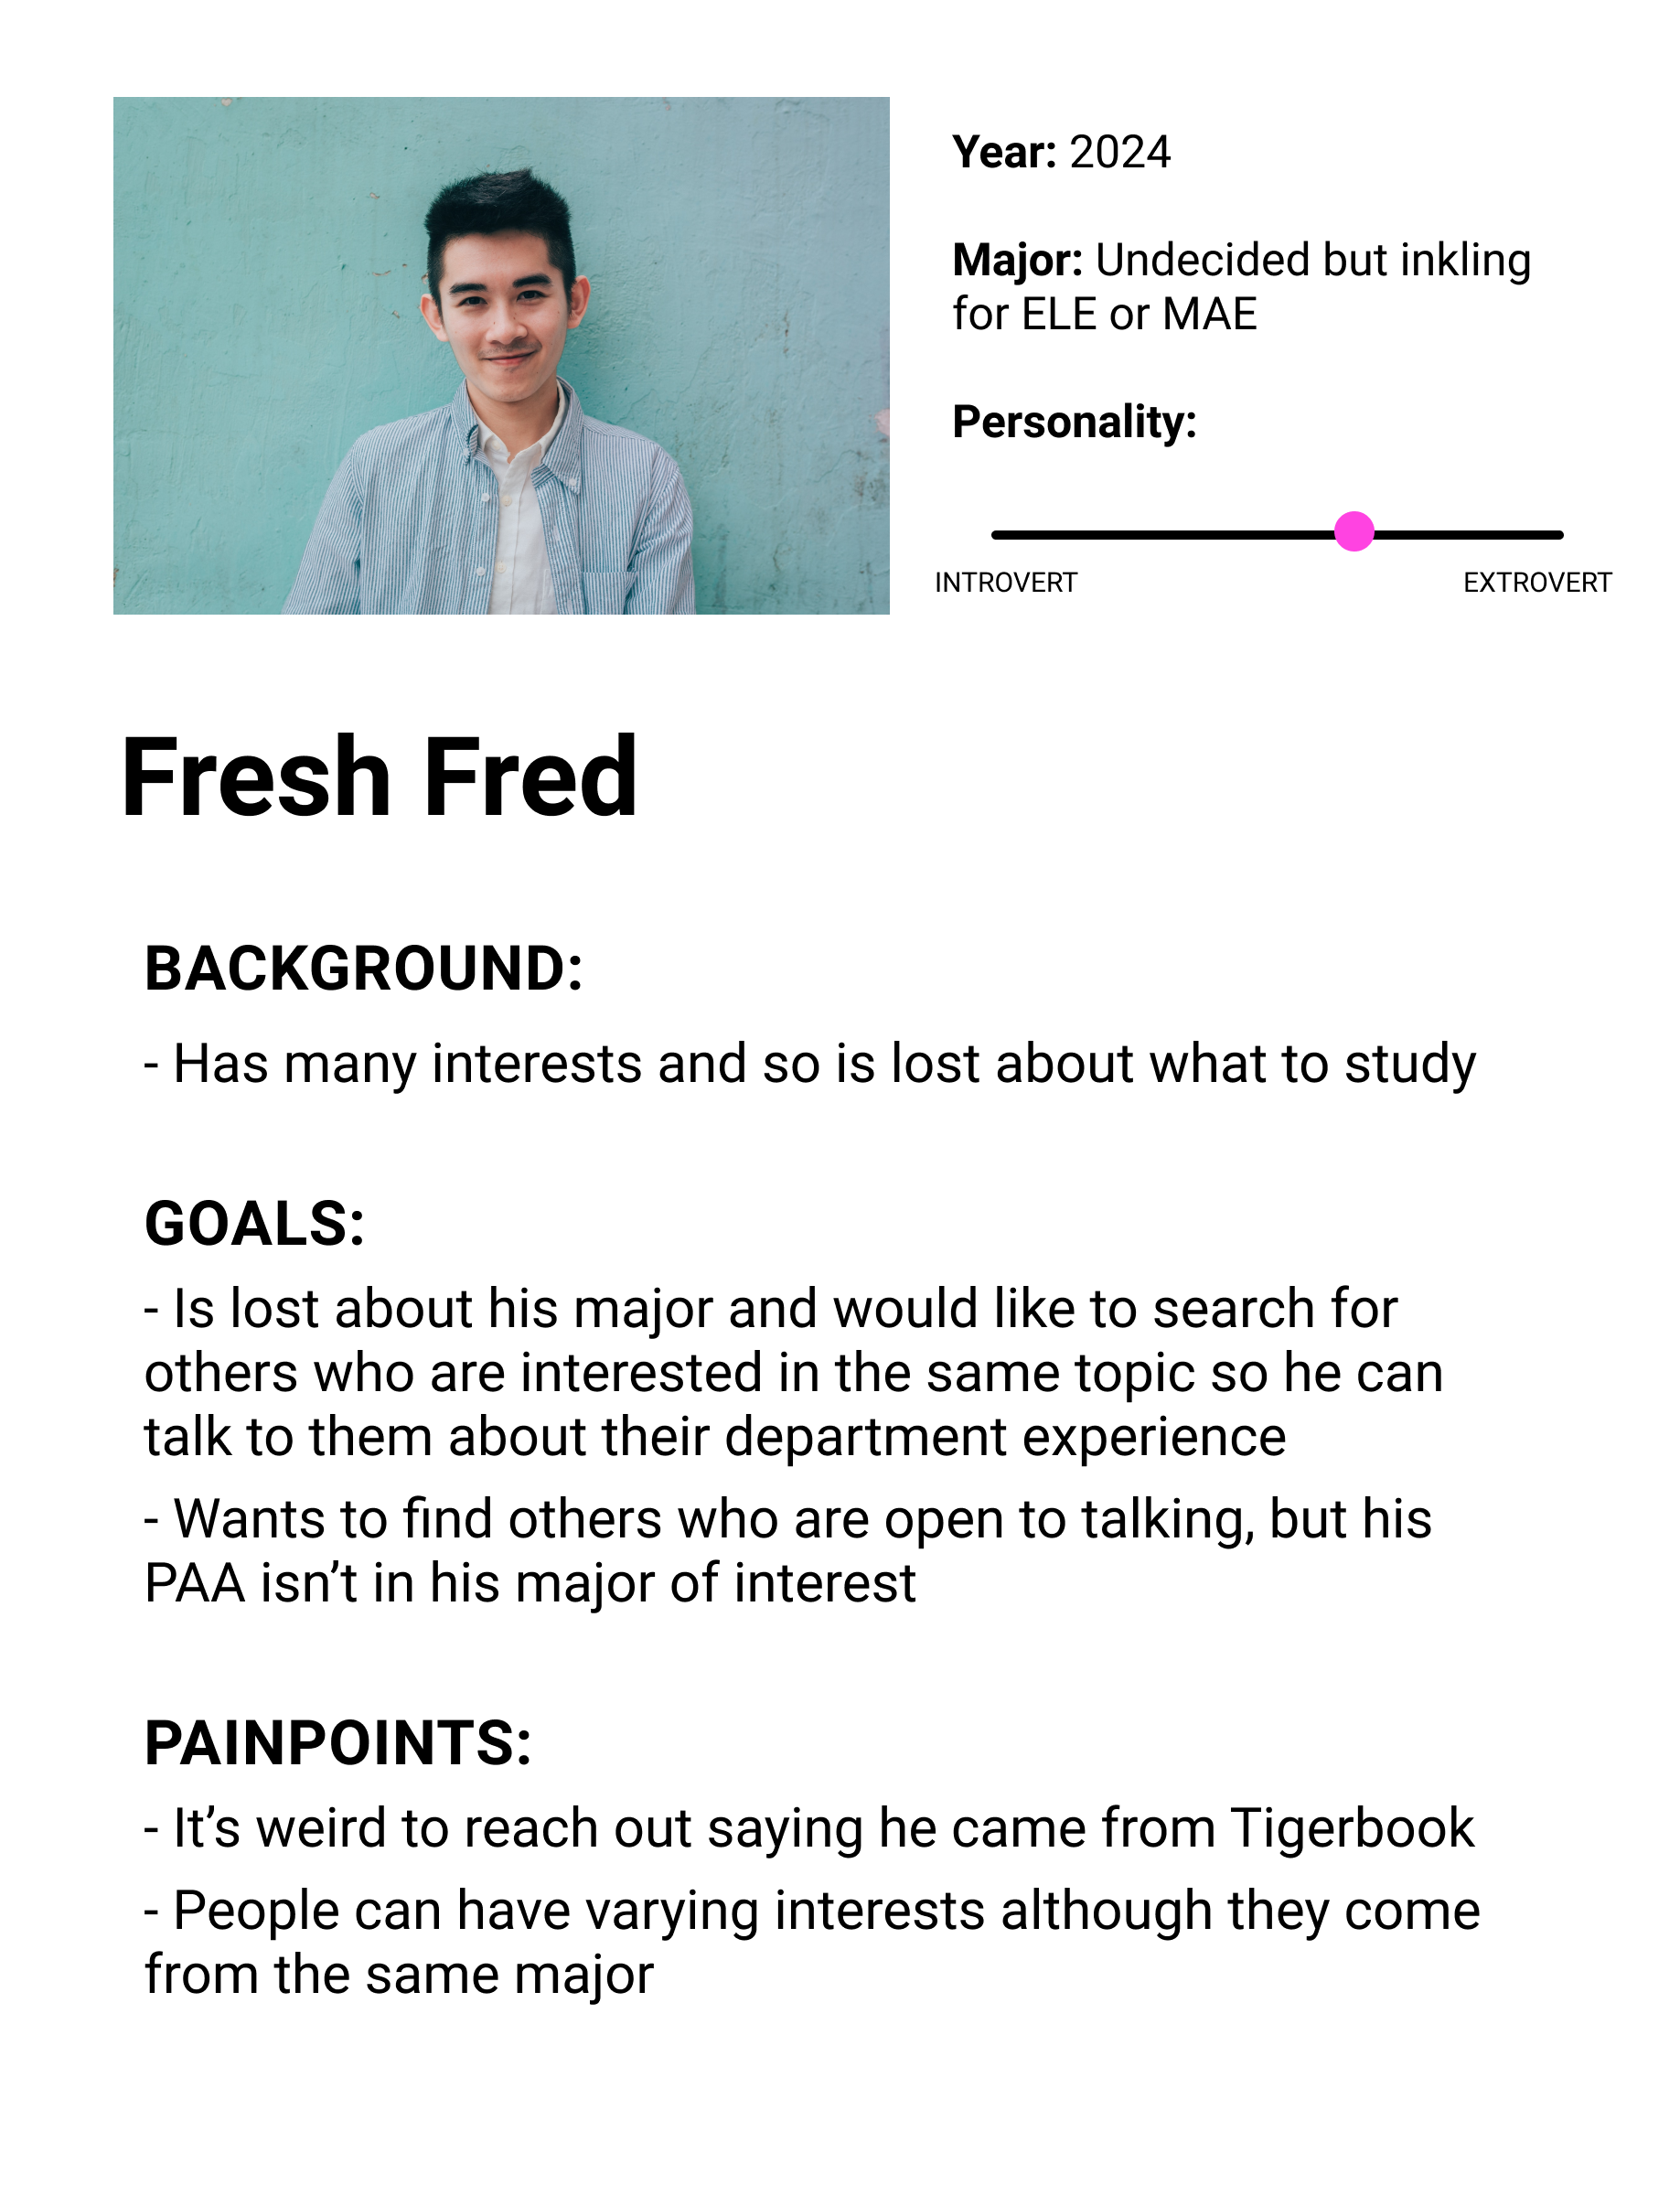 Year: 2024
Major: Undecided but inkling
for ELE or MAE
Personality:
INTROVERT
EXTROVERT
Fresh Fred
BACKGROUND:
- Has many interests and so is lost about what to study
GOALS:
- Is lost about his major and would like to search for
others who are interested in the same topic so he can
talk to them about their department experience
- Wants to find others who are open to talking, but his
PAA isn’t in his major of interest
PAINPOINTS:
- It’s weird to reach out saying he came from Tigerbook
- People can have varying interests although they come
from the same major